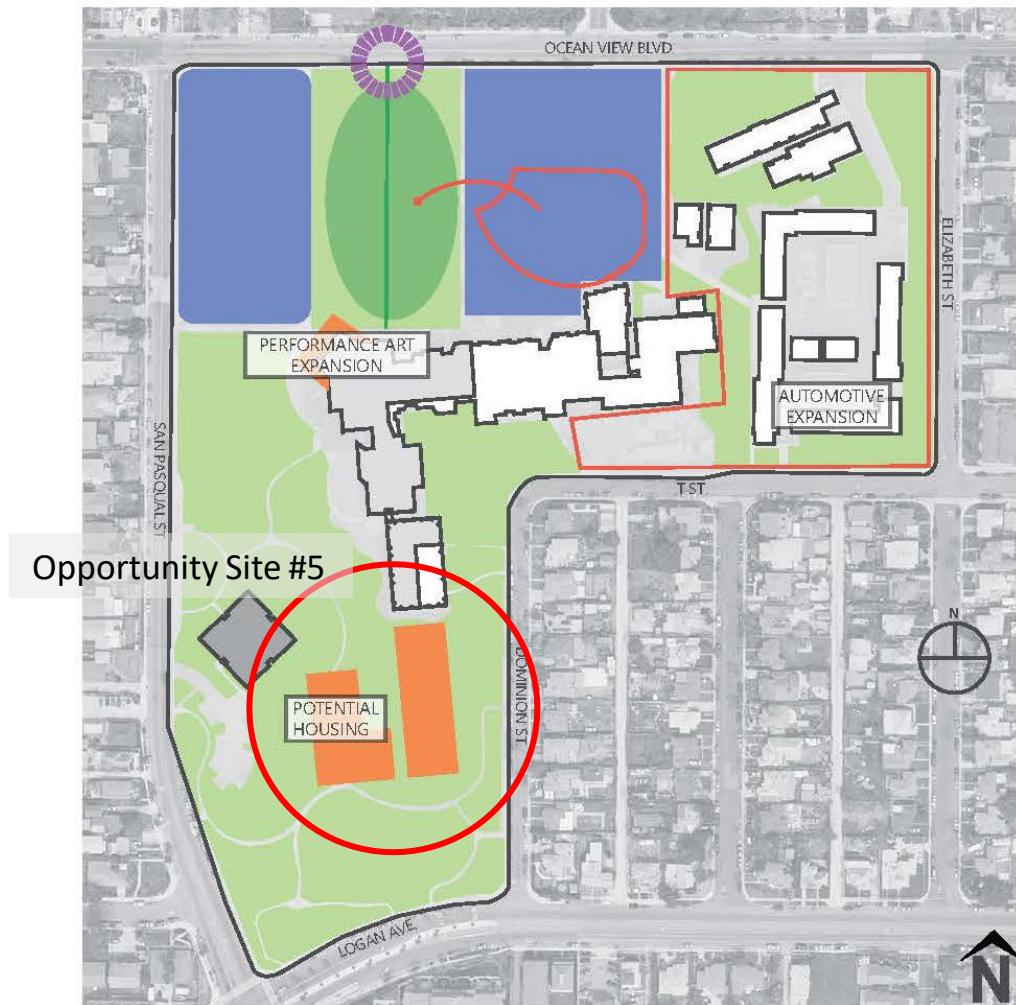 OCEAN VIEW BLVD.
ELIZABETH ST.
PERFORMANCE ART
EXPANSION
AUTOMOTIVE
EXPANSION
SAN PASQUAL ST
T ST.
Opportunity Site #5
N
DOMINION ST.
POTENTIAL
HOUSING
LOGAN AVE.
N